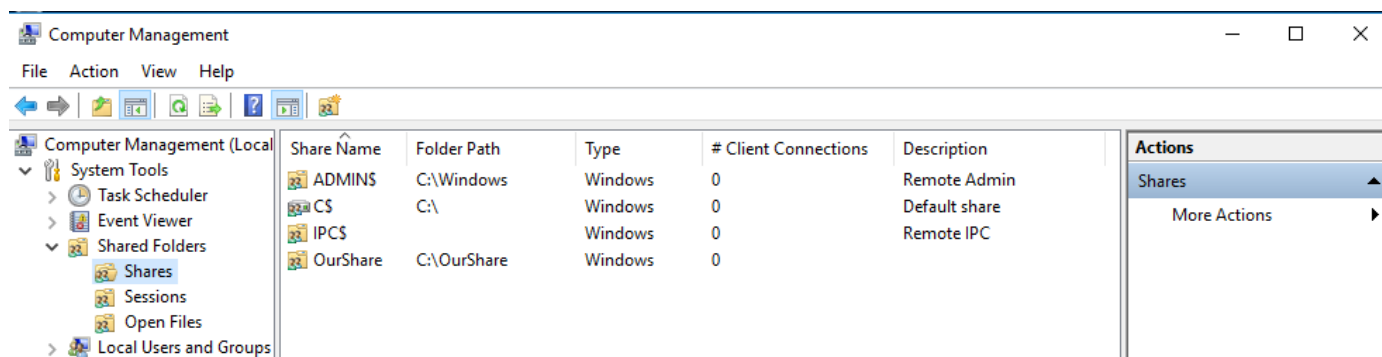 Computer Management
File Action View Help
Computer Management (Local
System Tools
Task Scheduler
Event Viewer
Shared Folders
Shares
Sessions
Open Files
Local Users and Groups
Share Name Folder Path Type # Client Connections Description
ADMIN$ C:\Windows Windows 0 Remote Admin
C$ C:\ Windows 0 Default share
IPC$ Windows 0 Remote IPC
OurShare C:\OurShare Windows 0
Actions
Shares
More Actions